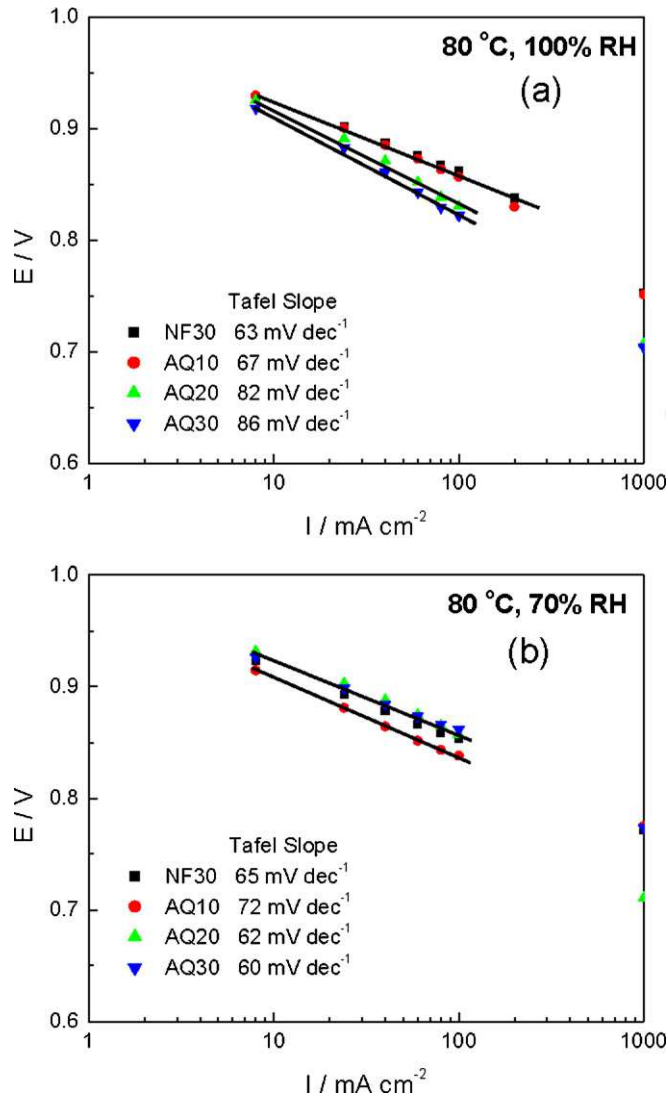 80 °C, 100% RH
(a)
1.0
0.9
0.8
0.7
0.6
E / V
Tafel Slope
NF30 63 mV dec⁻¹
AQ10 67 mV dec⁻¹
AQ20 82 mV dec⁻¹
AQ30 86 mV dec⁻¹
1 10 100 1000
I / mA cm⁻²
80 °C, 70% RH
(b)
1.0
0.9
0.8
0.7
0.6
E / V
Tafel Slope
NF30 65 mV dec⁻¹
AQ10 72 mV dec⁻¹
AQ20 62 mV dec⁻¹
AQ30 60 mV dec⁻¹
1 10 100 1000
I / mA cm⁻²